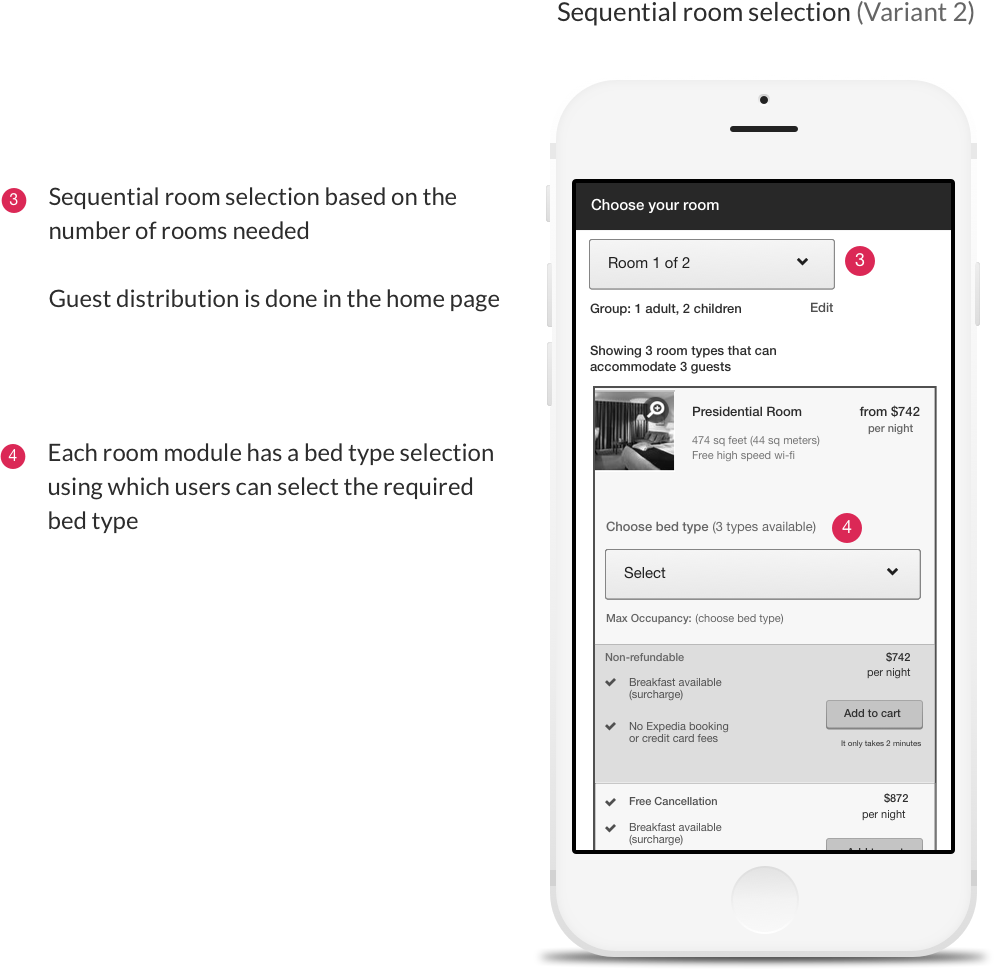 Sequential room selection (Variant 2)
3
Sequential room selection based on the
number of rooms needed
Guest distribution is done in the home page
4
Each room module has a bed type selection
using which users can select the required
bed type
Choose your room
Room 1 of 2
3
Group: 1 adult, 2 children Edit
Showing 3 room types that can
accommodate 3 guests
Presidential Room from $742
per night
474 sq feet (44 sq meters)
Free high speed wi-fi
Choose bed type (3 types available)
4
Select
Max Occupancy: (choose bed type)
Non-refundable $742
per night
Breakfast available
(surcharge)
Add to cart
No Expedia booking
or credit card fees
It only takes 2 minutes
Free Cancellation $872
per night
Breakfast available
(surcharge)